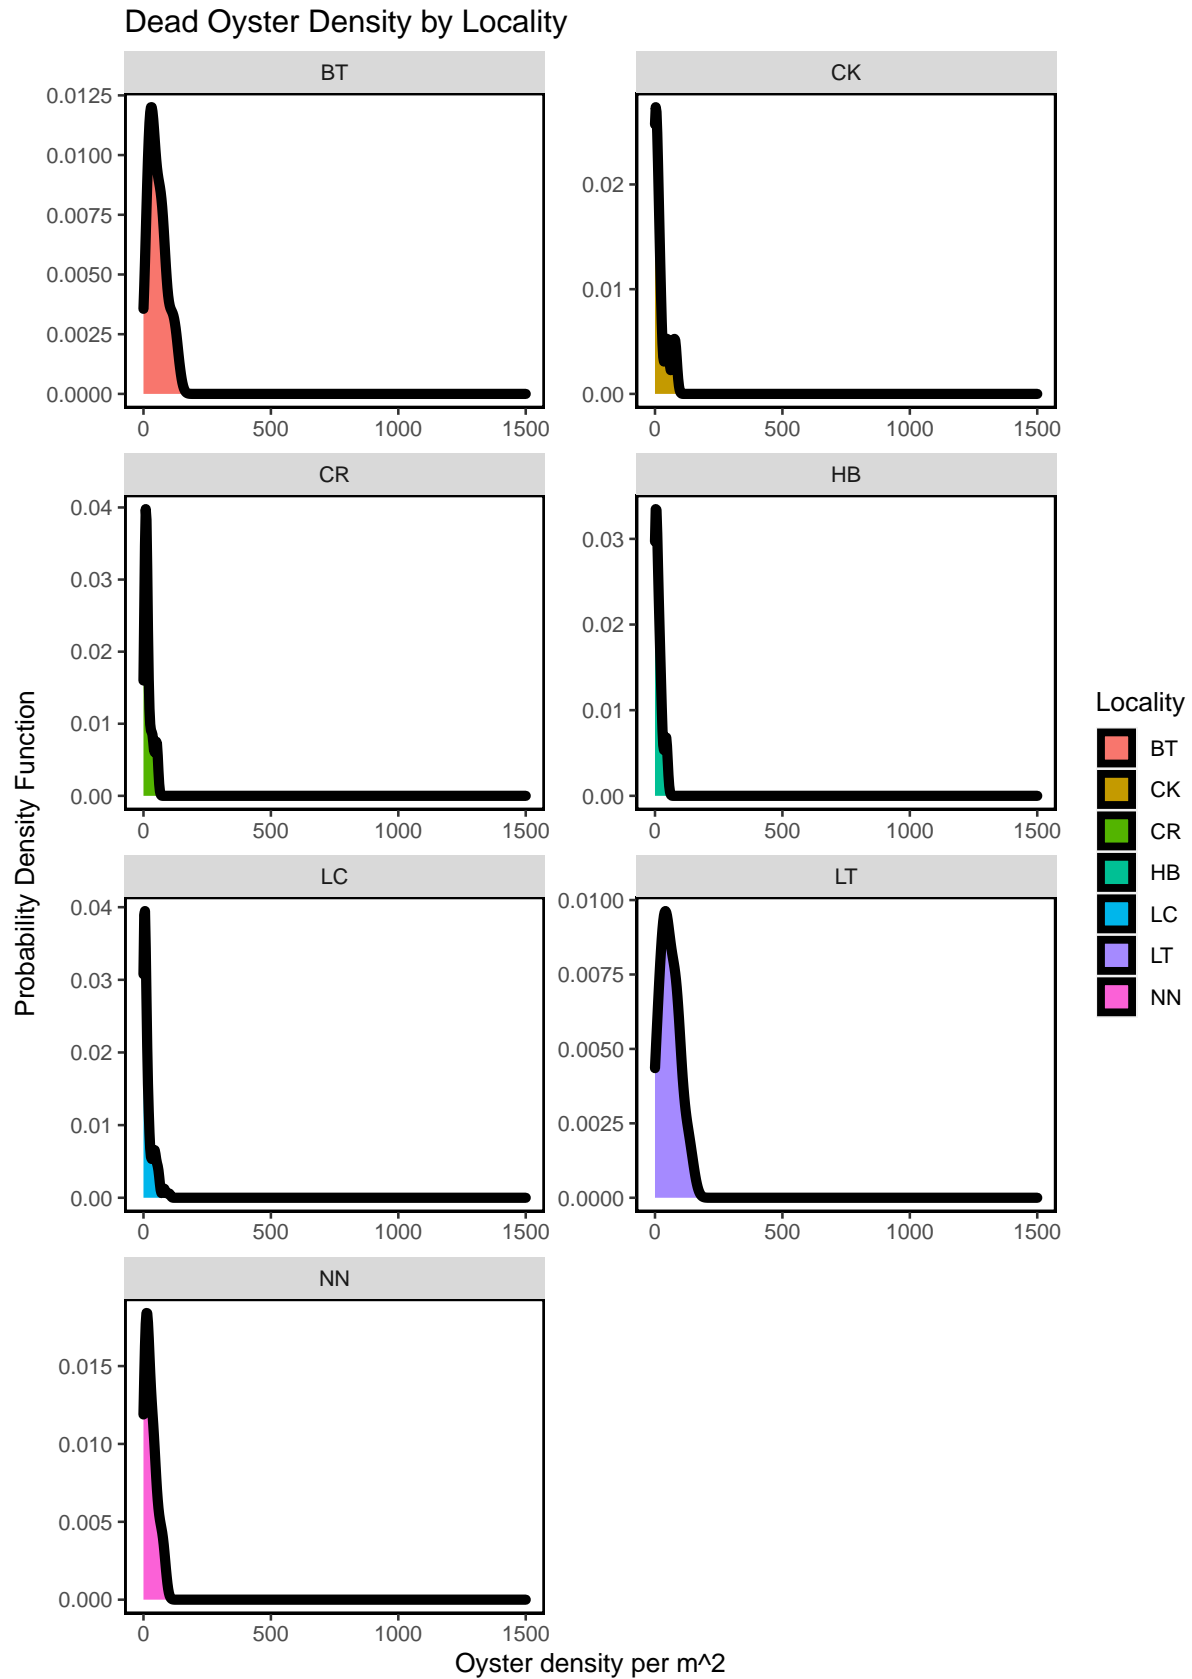 Dead Oyster Density by Locality
BT
CK
0.0125
0.0100
0.0075
0.0050
0.0025
0.0000
0.02
0.01
0.00
0 500 1000 1500
0 500 1000 1500
CR
HB
0.04
0.03
0.02
0.01
0.00
0.03
0.02
0.01
0.00
0 500 1000 1500
0 500 1000 1500
LC
LT
0.04
0.03
0.02
0.01
0.00
0.0100
0.0075
0.0050
0.0025
0.0000
0 500 1000 1500
0 500 1000 1500
NN
0.015
0.010
0.005
0.000
0 500 1000 1500
Oyster density per m^2
Probability Density Function
Locality
BT
CK
CR
HB
LC
LT
NN